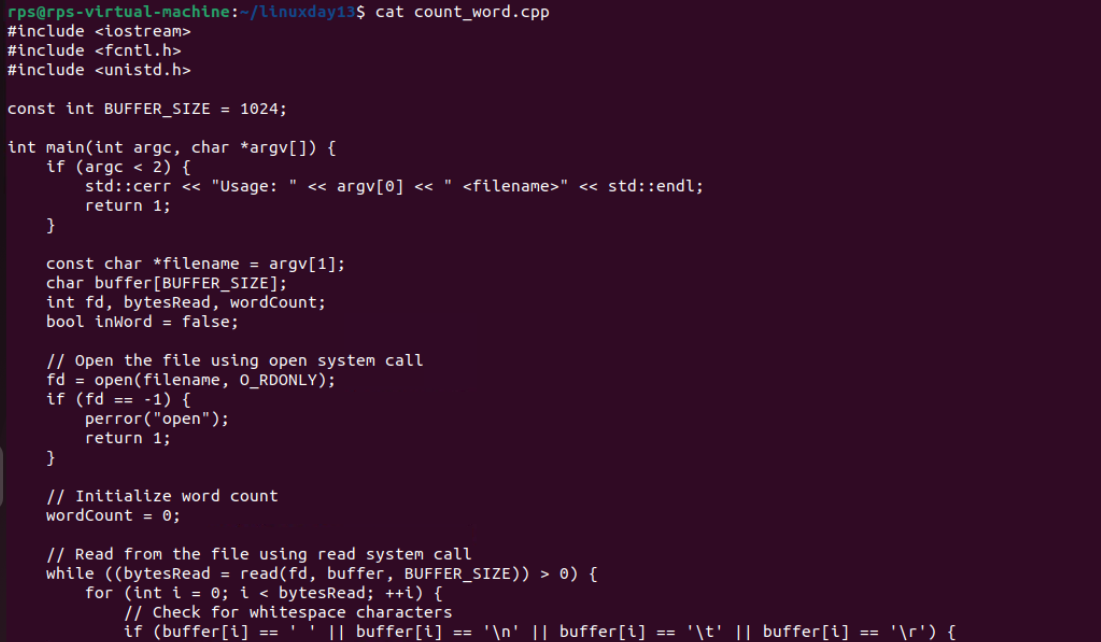 rps@rps-virtual-machine:~/linuxday13$ cat count_word.cpp
#include <iostream>
#include <fcntl.h>
#include <unistd.h>

const int BUFFER_SIZE = 1024;

int main(int argc, char *argv[]) {
    if (argc < 2) {
        std::cerr << "Usage: " << argv[0] << " <filename>" << std::endl;
        return 1;
    }

    const char *filename = argv[1];
    char buffer[BUFFER_SIZE];
    int fd, bytesRead, wordCount;
    bool inWord = false;

    // Open the file using open system call
    fd = open(filename, O_RDONLY);
    if (fd == -1) {
        perror("open");
        return 1;
    }

    // Initialize word count
    wordCount = 0;

    // Read from the file using read system call
    while ((bytesRead = read(fd, buffer, BUFFER_SIZE)) > 0) {
        for (int i = 0; i < bytesRead; ++i) {
            // Check for whitespace characters
            if (buffer[i] == ' ' || buffer[i] == '\n' || buffer[i] == '\t' || buffer[i] == '\r') {